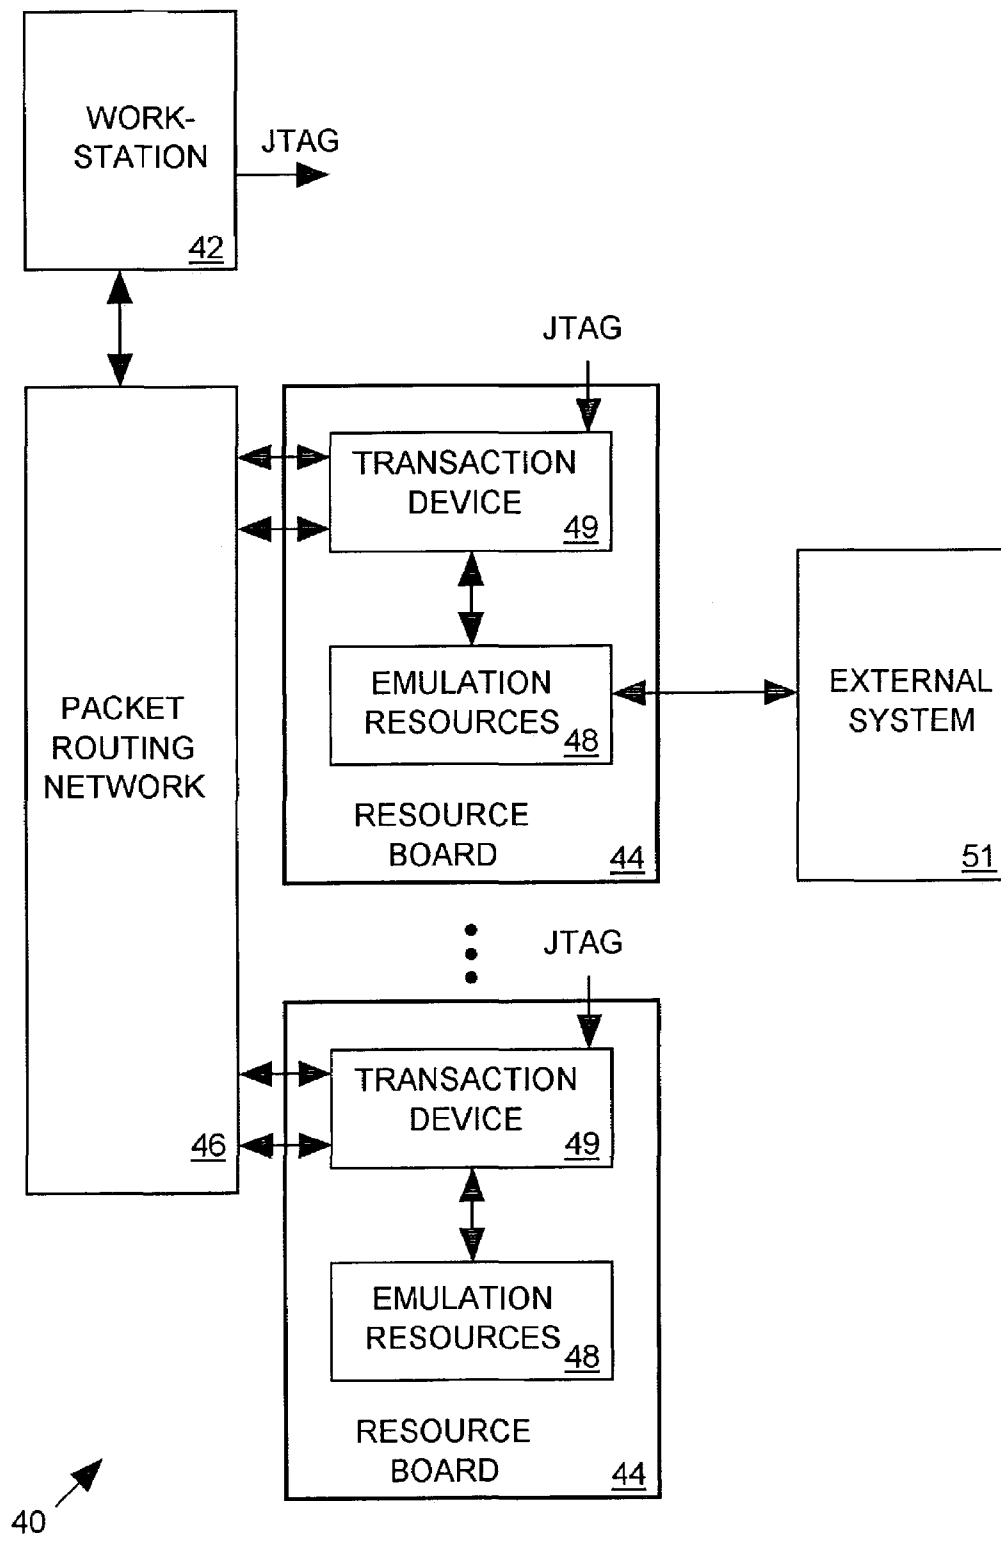 WORK-
STATION
42
JTAG
JTAG
PACKET
ROUTING
NETWORK
46
TRANSACTION
DEVICE
49
EMULATION
RESOURCES
48
RESOURCE
BOARD
44
EXTERNAL
SYSTEM
51
JTAG
TRANSACTION
DEVICE
49
EMULATION
RESOURCES
48
RESOURCE
BOARD
44
40